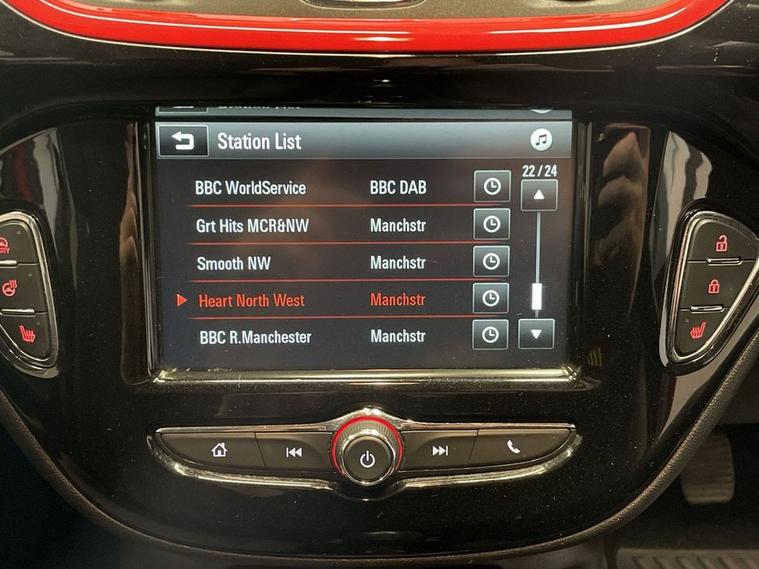 Station List
22 / 24
BBC WorldService BBC DAB
Grt Hits MCR&NW Manchstr
Smooth NW Manchstr
Heart North West Manchstr
BBC R.Manchester Manchstr
CITY